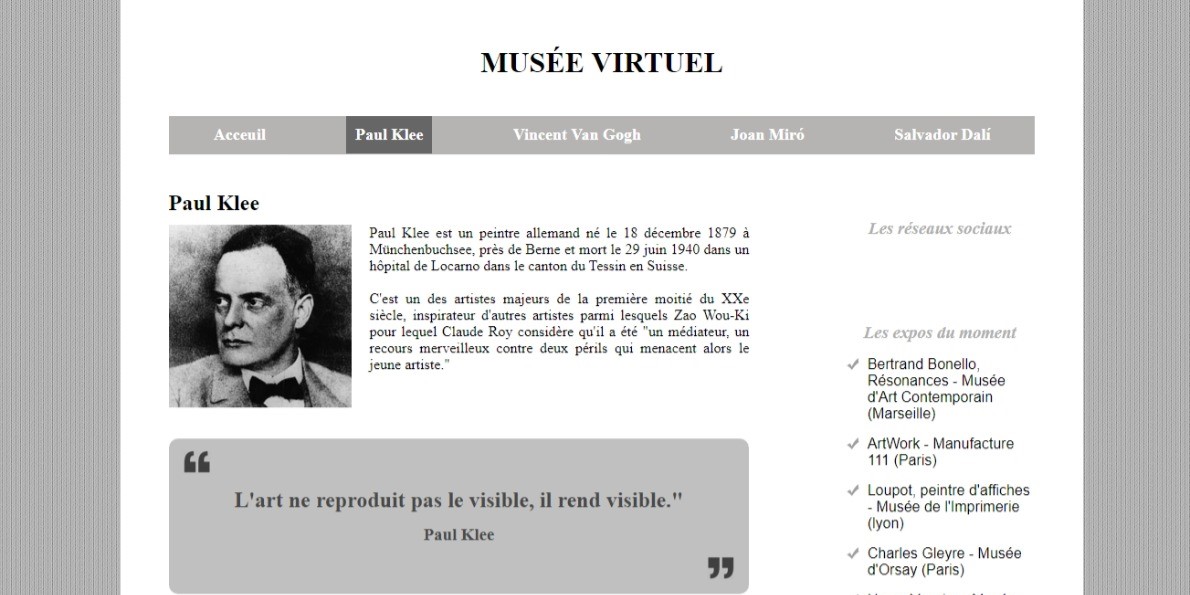 MUSÉE VIRTUEL
Acceuil
Paul Klee
Vincent Van Gogh
Joan Miró
Salvador Dalí
Paul Klee
Paul Klee est un peintre allemand né le 18 décembre 1879 à
Münchenbuchsee, près de Berne et mort le 29 juin 1940 dans un
hôpital de Locarno dans le canton du Tessin en Suisse.
C'est un des artistes majeurs de la première moitié du XXe
siècle, inspirateur d'autres artistes parmi lesquels Zao Wou-Ki
pour lequel Claude Roy considère qu'il a été "un médiateur, un
recours merveilleux contre deux périls qui menacent alors le
jeune artiste."
“
L'art ne reproduit pas le visible, il rend visible."
Paul Klee
”
Les réseaux sociaux
Les expos du moment
Bertrand Bonello,
Résonances - Musée
d'Art Contemporain
(Marseille)
ArtWork - Manufacture
111 (Paris)
Loupot, peintre d'affiches
- Musée de l'Imprimerie
(lyon)
Charles Gleyre - Musée
d'Orsay (Paris)